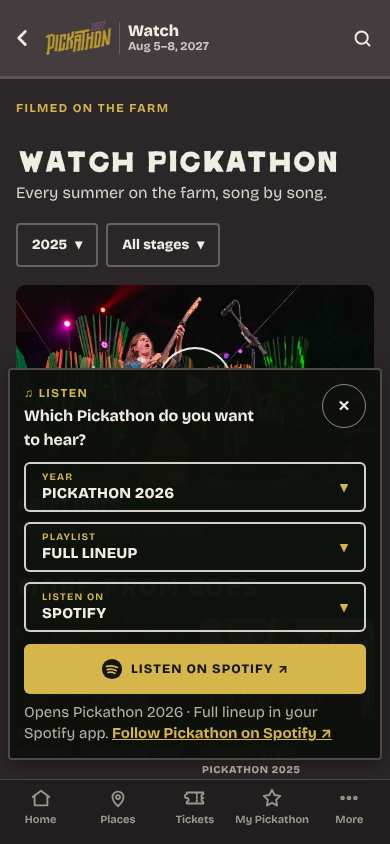 PICKATHON
Watch
Aug 5–8, 2027
FILMED ON THE FARM
WATCH PICKATHON
Every summer on the farm, song by song.
2025 ▾
All stages ▾
♫ LISTEN
Which Pickathon do you want
to hear?
×
YEAR
PICKATHON 2026
PLAYLIST
FULL LINEUP
LISTEN ON
SPOTIFY
LISTEN ON SPOTIFY ↗
Opens Pickathon 2026 · Full lineup in your
Spotify app. Follow Pickathon on Spotify ↗
PICKATHON 2025
Home
Places
Tickets
My Pickathon
More